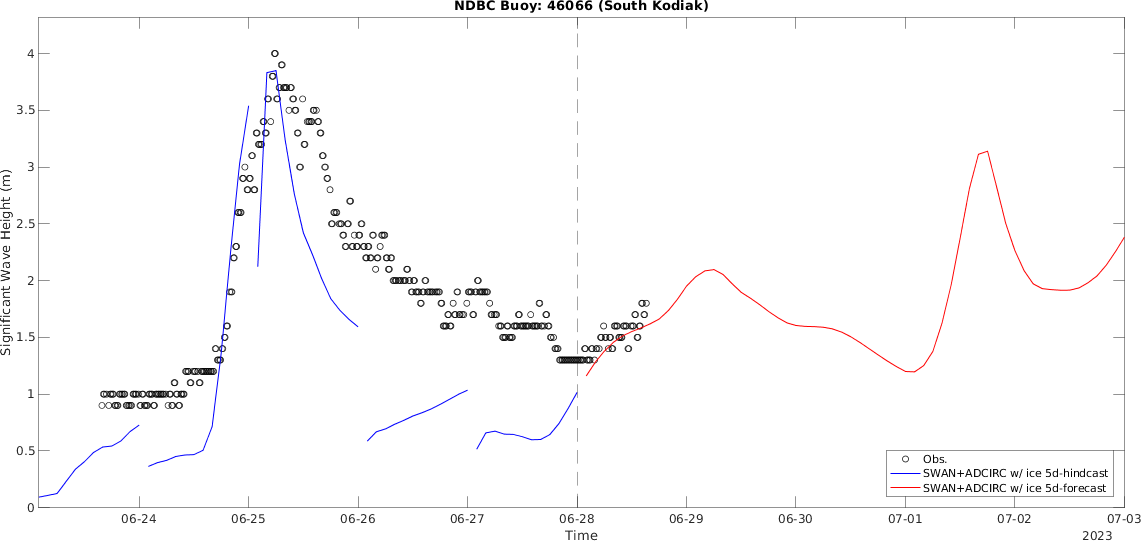 NDBC Buoy: 46066 (South Kodiak)
4
3.5
3
2.5
2
1.5
1
0.5
0
Significant Wave Height (m)
Obs.
SWAN+ADCIRC w/ ice 5d-hindcast
SWAN+ADCIRC w/ ice 5d-forecast
06-24 06-25 06-26 06-27 06-28 06-29 06-30 07-01 07-02 07-03
Time
2023